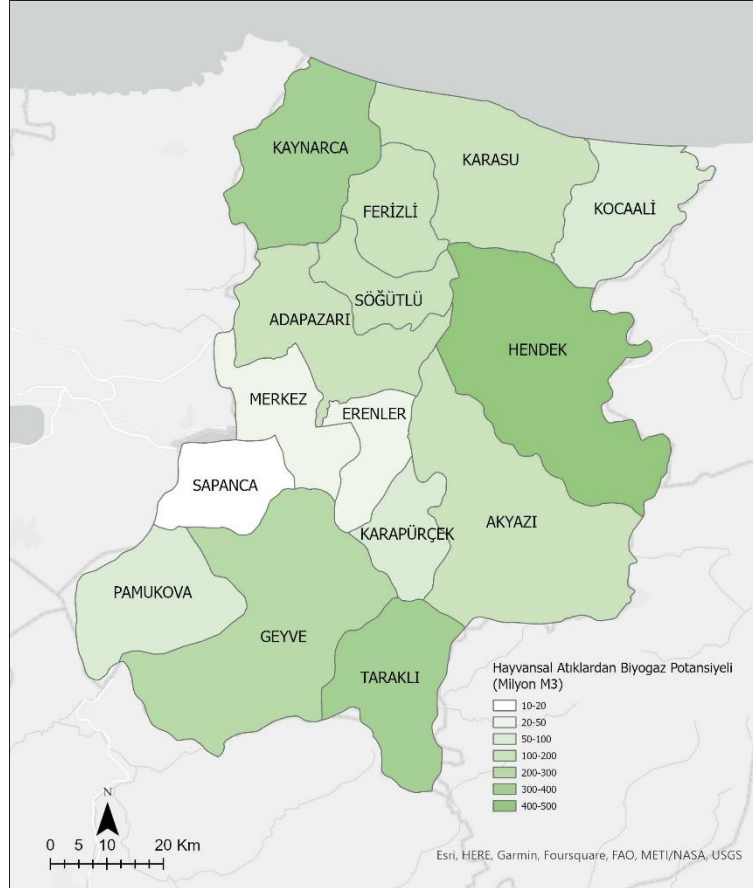 KAYNARCA
KARASU
KOCAALİ
FERİZLİ
SÖĞÜTLÜ
ADAPAZARI
HENDEK
MERKEZ
ERENLER
SAPANCA
AKYAZI
KARAPÜRÇEK
PAMUKOVA
GEYVE
TARAKLI
Hayvansal Atıklardan Biyogaz Potansiyeli
(Milyon M3)
10-20
20-50
50-100
100-200
200-300
300-400
400-500
N
0 5 10 20 Km
Esri, HERE, Garmin, Foursquare, FAO, METI/NASA, USGS